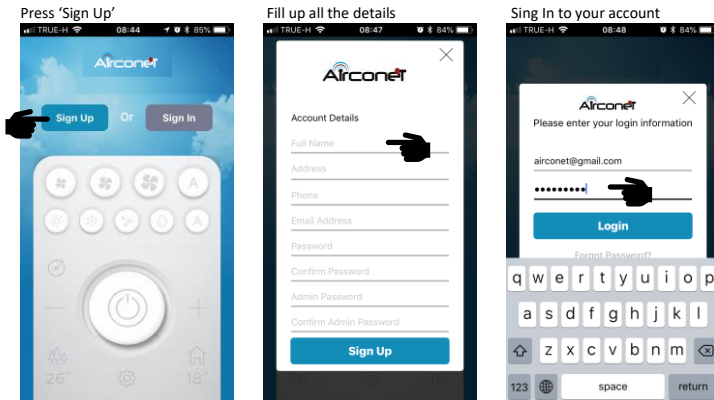 Press ‘Sign Up’
TRUE-H 08:44 85%
Airconet
Sign Up Or Sign In
A
A
26° 18°
Fill up all the details
TRUE-H 08:47 84%
Airconet
Account Details
Full Name
Address
Phone
Email Address
Password
Confirm Password
Admin Password
Confirm Admin Password
Sign Up
26 18
Sing In to your account
TRUE-H 08:48 84%
Airconet
Please enter your login information
airconet@gmail.com
•••••••••
Login
Forgot Password?
q w e r t y u i o p
a s d f g h j k l
z x c v b n m
123 space return